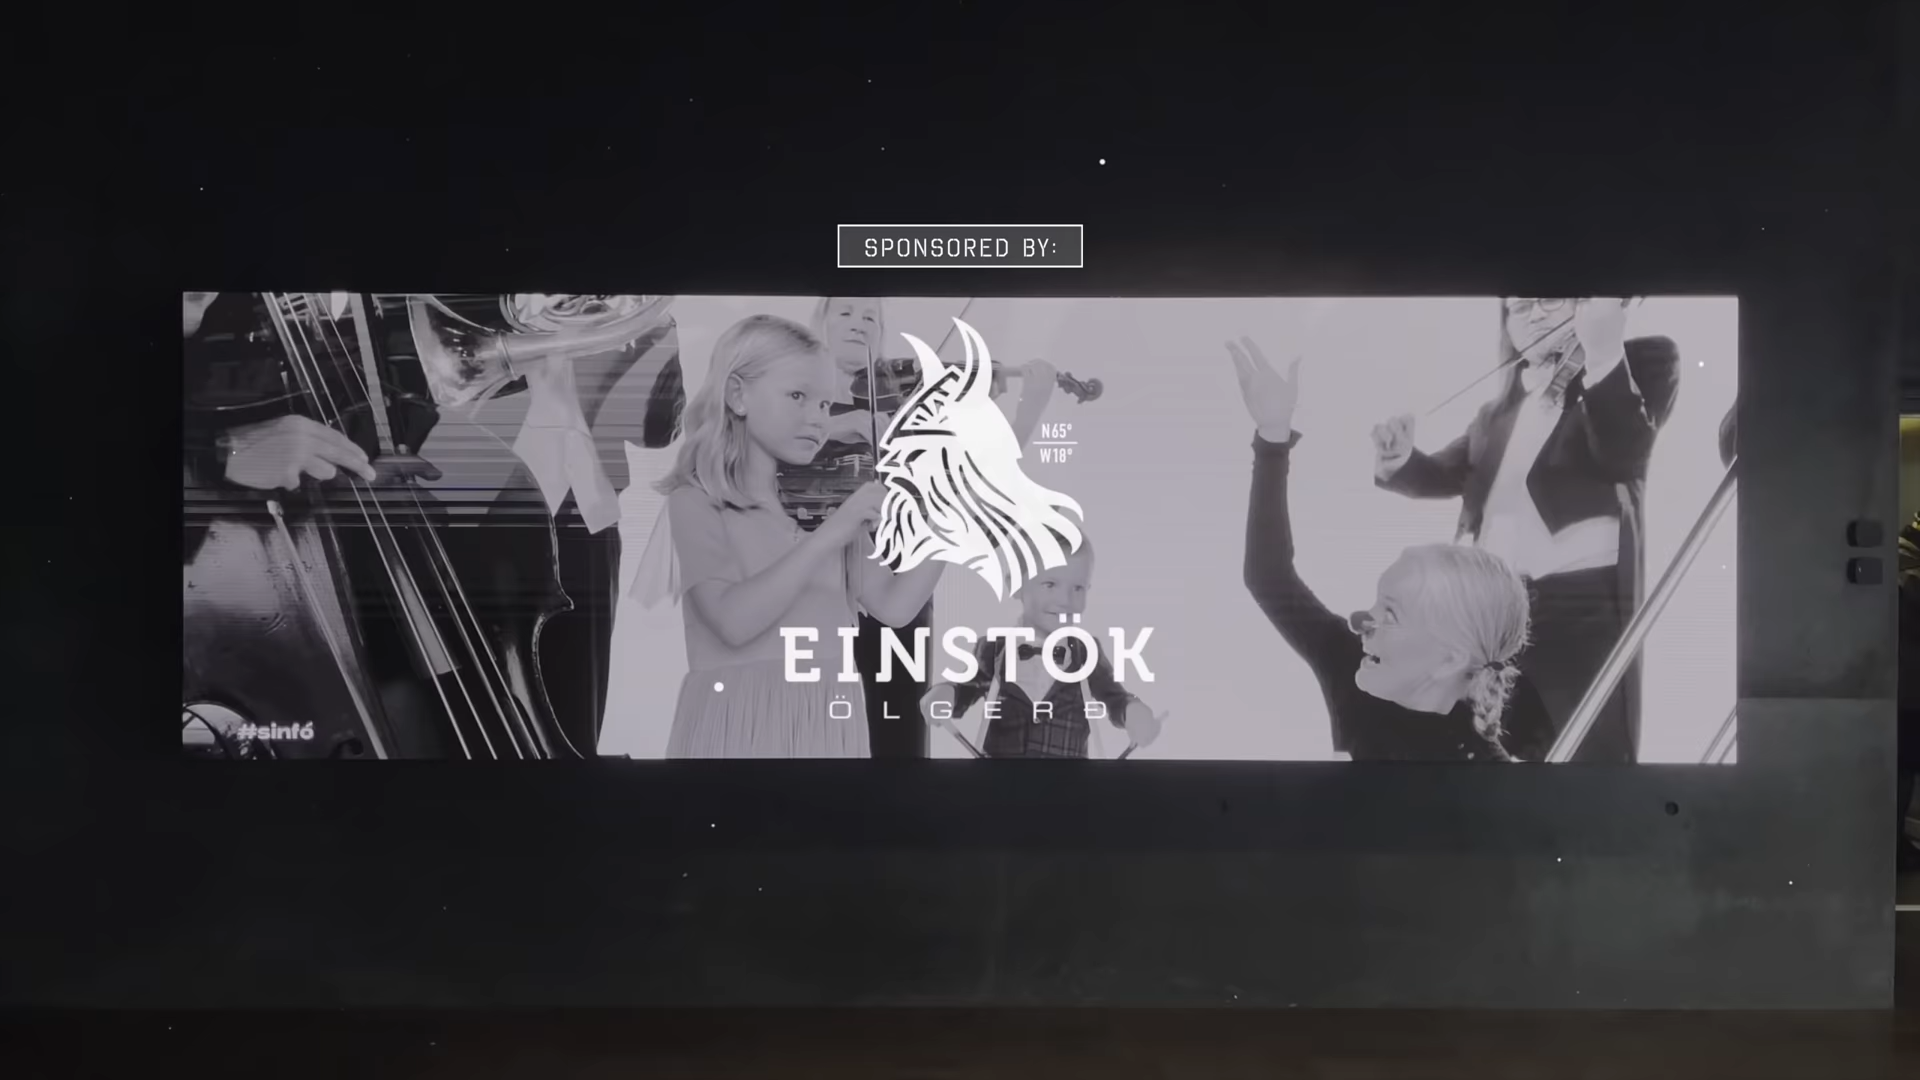 SPONSORED BY:
N65°
W18°
EINSTÖK
ÖLGERÐ
#sinfó